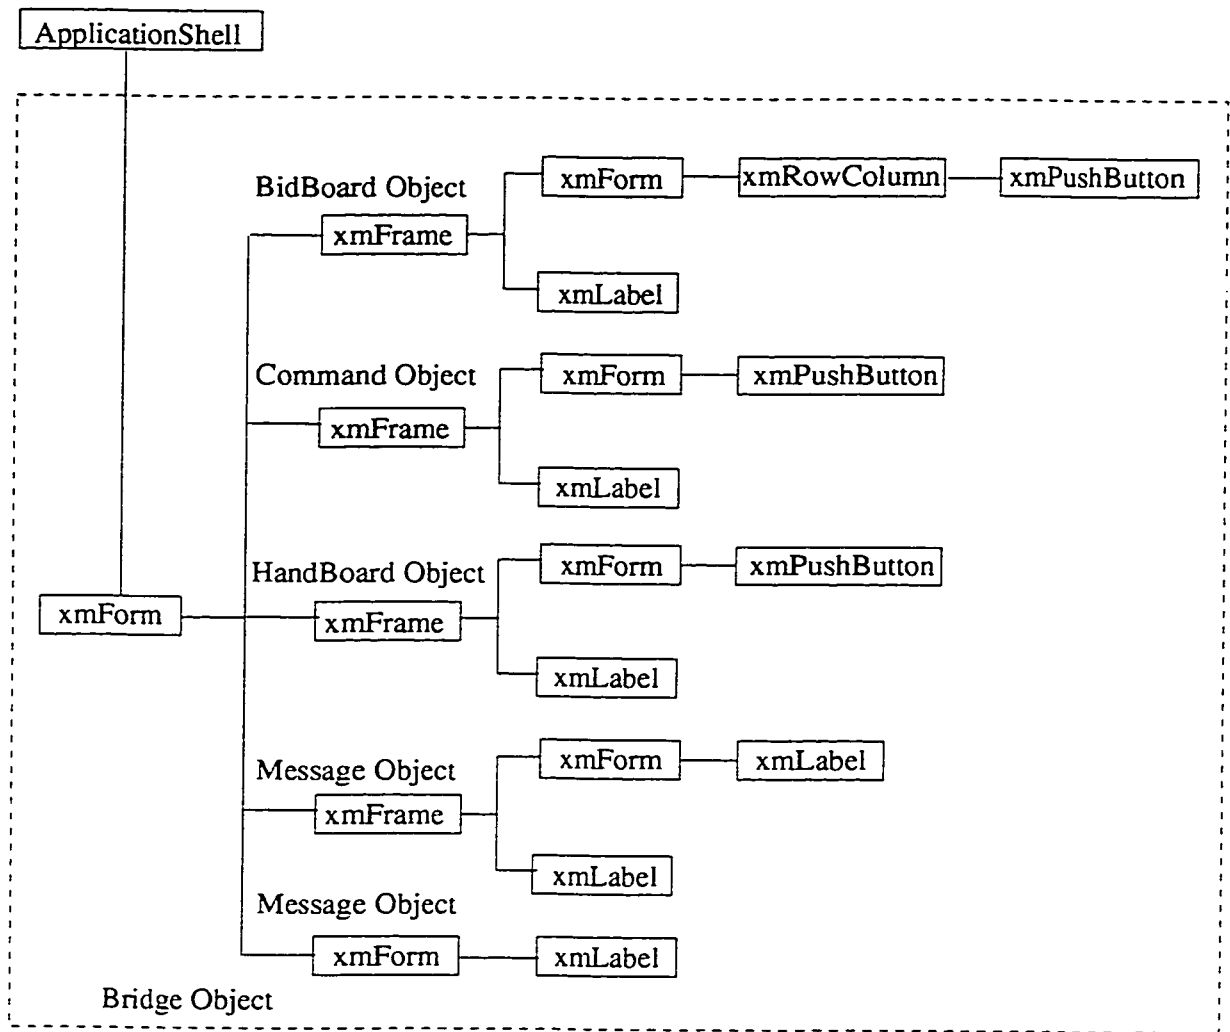 ApplicationShell
BidBoard Object
xmForm
xmRowColumn
xmPushButton
xmFrame
xmLabel
Command Object
xmForm
xmPushButton
xmFrame
xmLabel
HandBoard Object
xmForm
xmPushButton
xmForm
xmFrame
xmLabel
Message Object
xmForm
xmLabel
xmFrame
xmLabel
Message Object
xmForm
xmLabel
Bridge Object